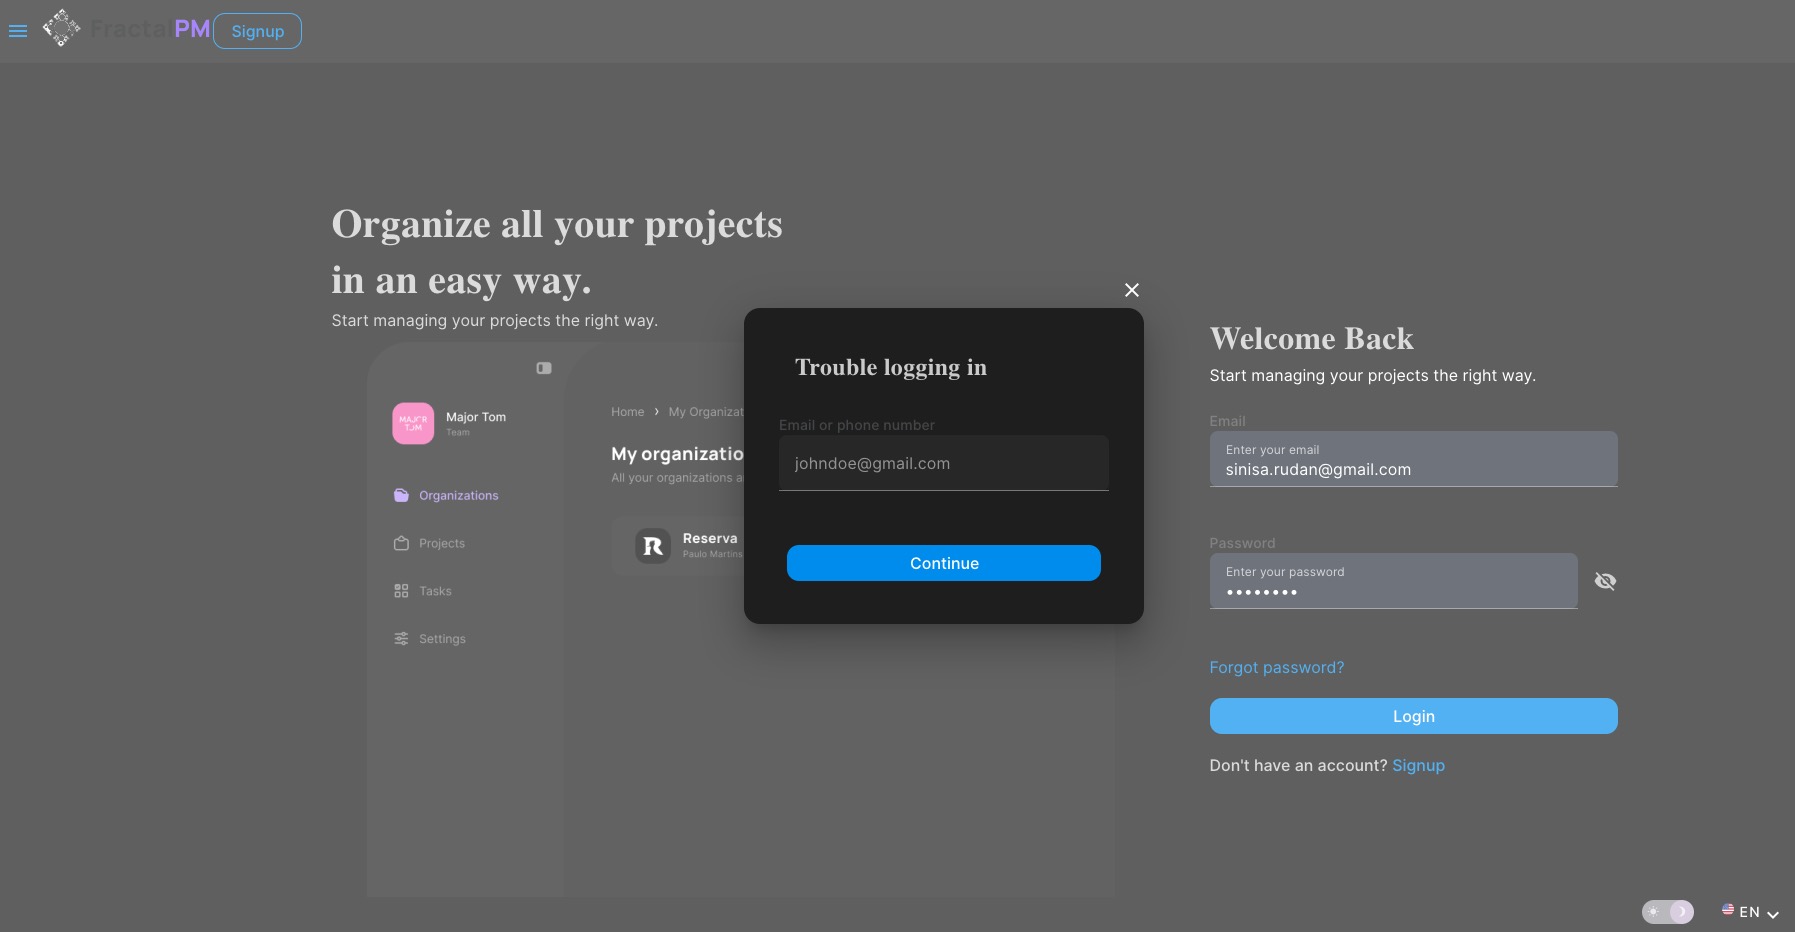 FractalPM
Signup
Organize all your projects
in an easy way.
Start managing your projects the right way.
MAJOR
TOM
Major Tom
Team
Organizations
Projects
Tasks
Settings
Home › My Organizat
My organizatio
All your organizations a
R
Reserva
Paulo Martins
Trouble logging in
Email or phone number
johndoe@gmail.com
Continue
Welcome Back
Start managing your projects the right way.
Email
Enter your email
sinisa.rudan@gmail.com
Password
Enter your password
••••••••
Forgot password?
Login
Don't have an account? Signup
EN